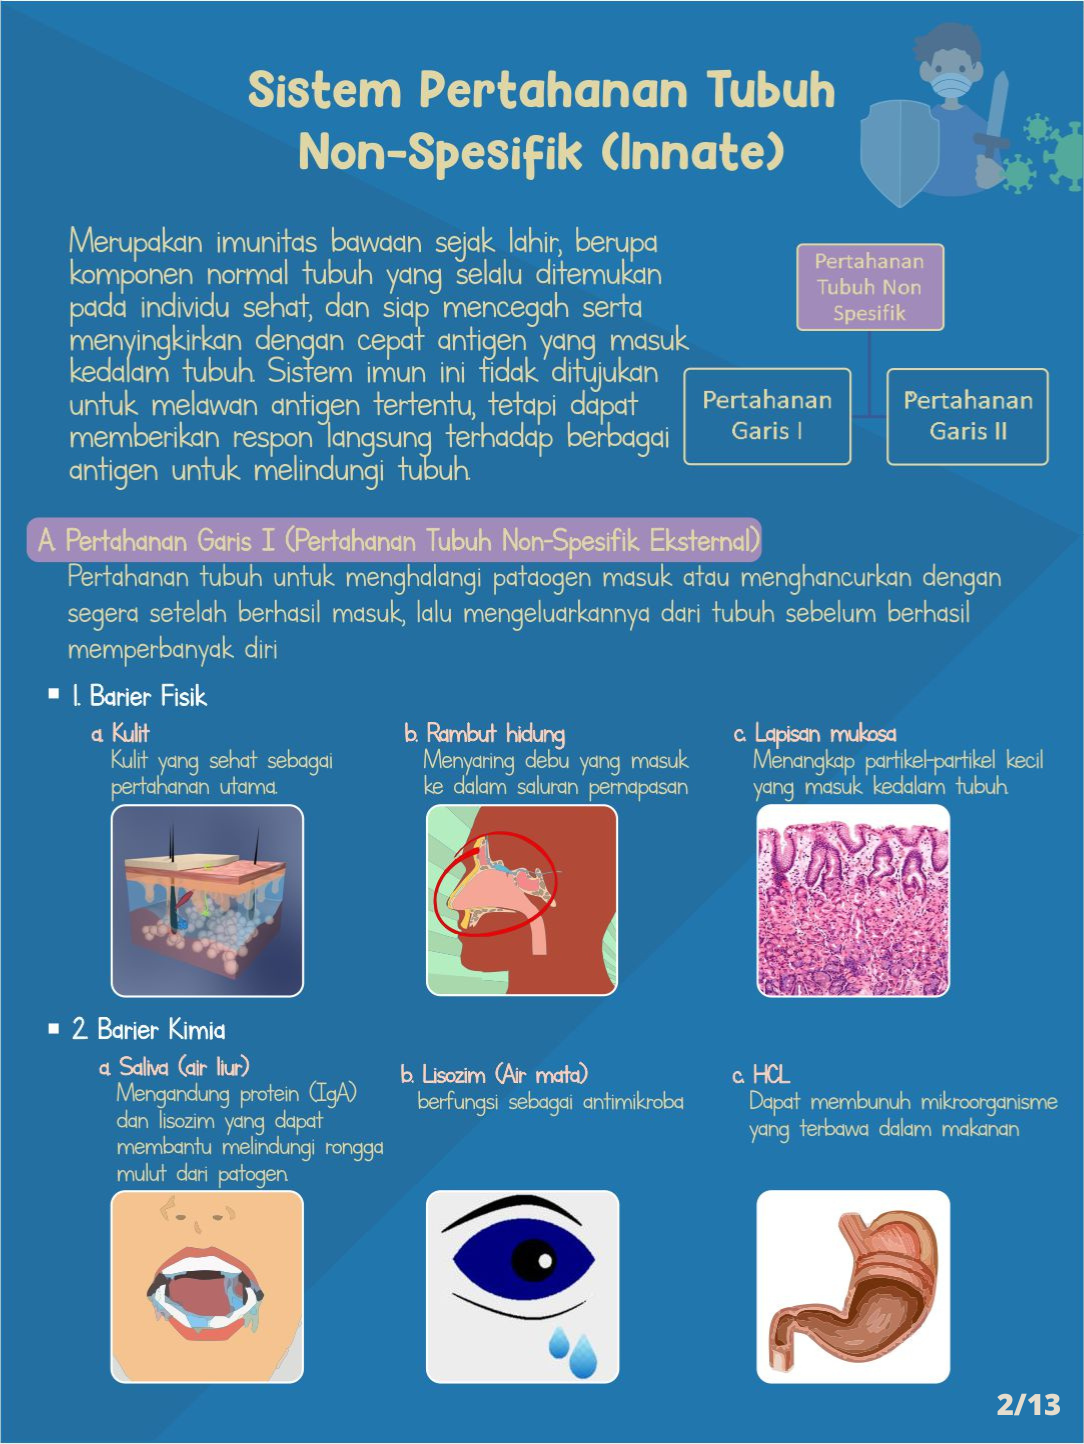 Sistem Pertahanan Tubuh
Non-Spesifik (Innate)
Merupakan imunitas bawaan sejak lahir, berupa
komponen normal tubuh yang selalu ditemukan
pada individu sehat, dan siap mencegah serta
menyingkirkan dengan cepat antigen yang masuk
kedalam tubuh. Sistem imun ini tidak ditujukan
untuk melawan antigen tertentu, tetapi dapat
memberikan respon langsung terhadap berbagai
antigen untuk melindungi tubuh.
Pertahanan
Tubuh Non
Spesifik
Pertahanan
Garis I
Pertahanan
Garis II
A. Pertahanan Garis I (Pertahanan Tubuh Non-Spesifik Eksternal)
Pertahanan tubuh untuk menghalangi pataogen masuk atau menghancurkan dengan
segera setelah berhasil masuk, lalu mengeluarkannya dari tubuh sebelum berhasil
memperbanyak diri
1. Barier Fisik
a. Kulit
Kulit yang sehat sebagai
pertahanan utama.
b. Rambut hidung
Menyaring debu yang masuk
ke dalam saluran pernapasan
c. Lapisan mukosa
Menangkap partikel-partikel kecil
yang masuk kedalam tubuh.
2. Barier Kimia
a. Saliva (air liur)
Mengandung protein (IgA)
dan lisozim yang dapat
membantu melindungi rongga
mulut dari patogen.
b. Lisozim (Air mata)
berfungsi sebagai antimikroba
c. HCL
Dapat membunuh mikroorganisme
yang terbawa dalam makanan
2/13